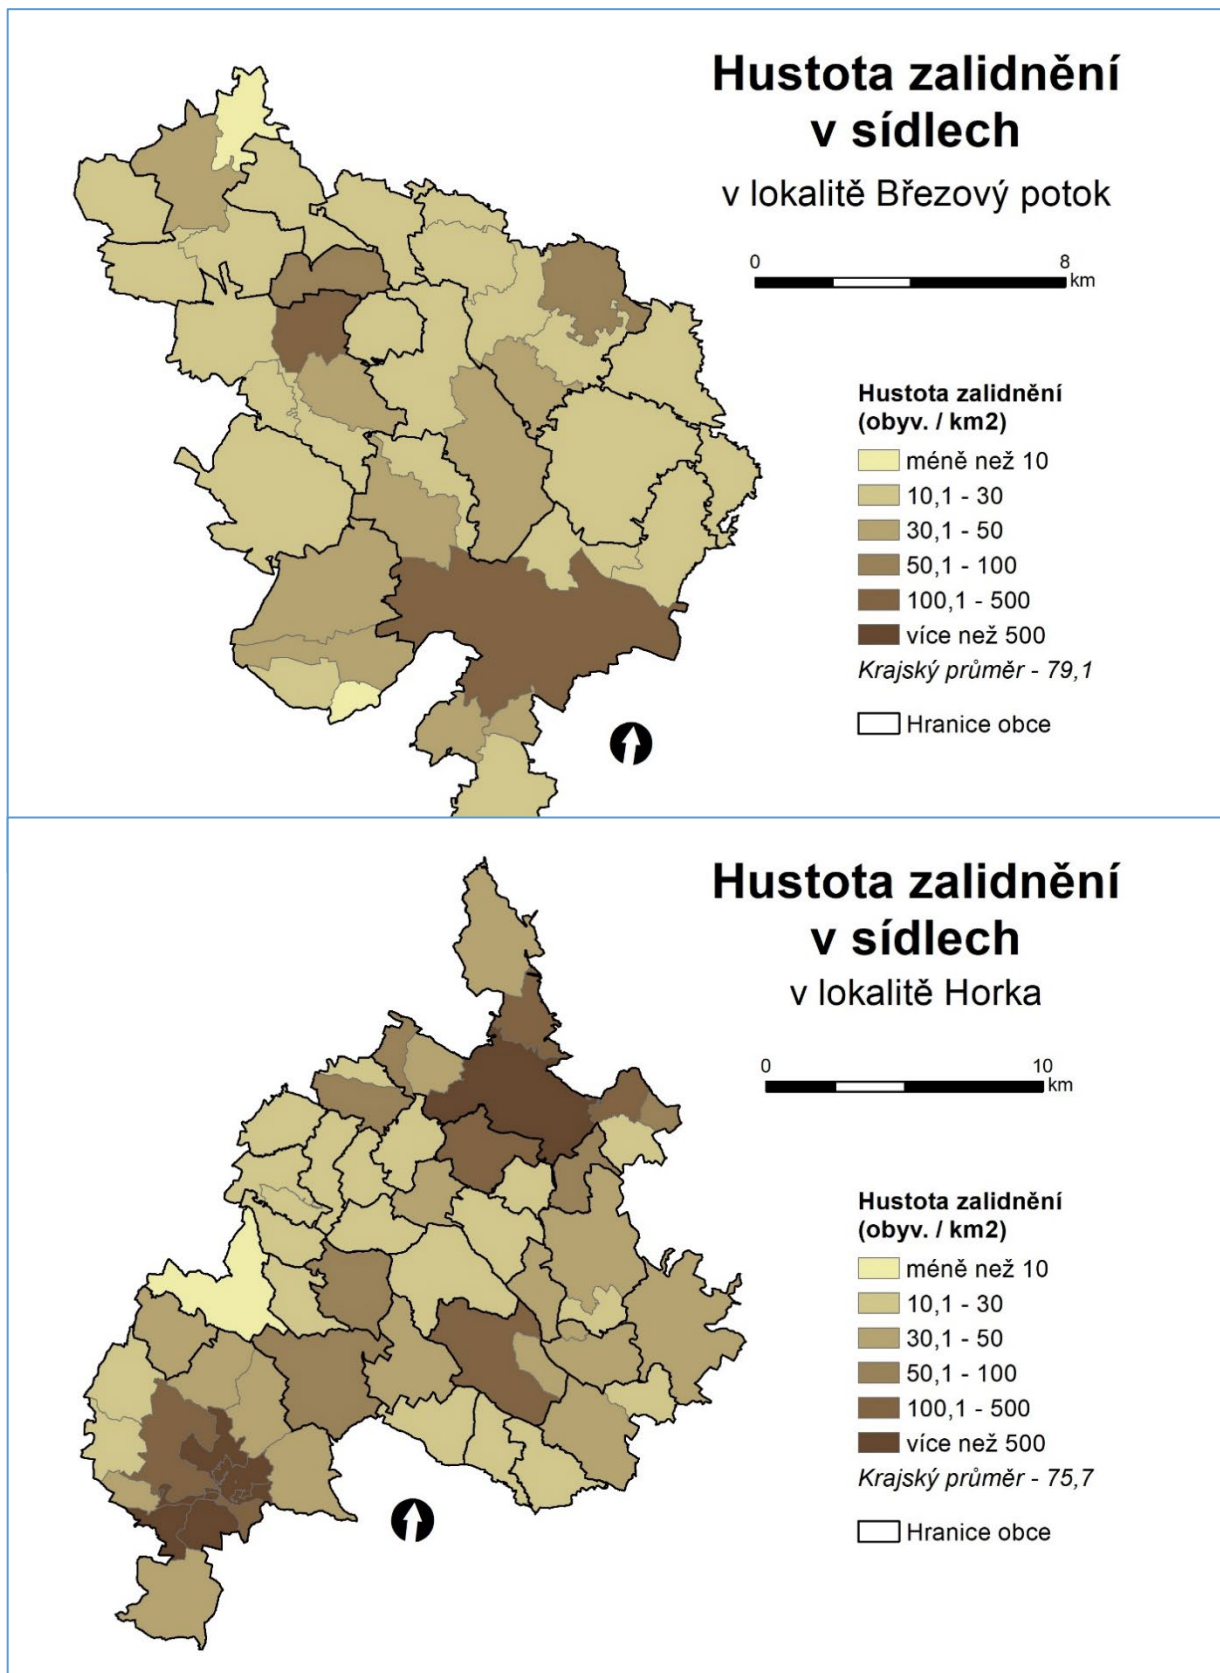 Hustota zalidnění
v sídlech
v lokalitě Březový potok
0 8
km
Hustota zalidnění
(obyv. / km2)
méně než 10
10,1 - 30
30,1 - 50
50,1 - 100
100,1 - 500
více než 500
Krajský průměr - 79,1
Hranice obce
Hustota zalidnění
v sídlech
v lokalitě Horka
0 10
km
Hustota zalidnění
(obyv. / km2)
méně než 10
10,1 - 30
30,1 - 50
50,1 - 100
100,1 - 500
více než 500
Krajský průměr - 75,7
Hranice obce